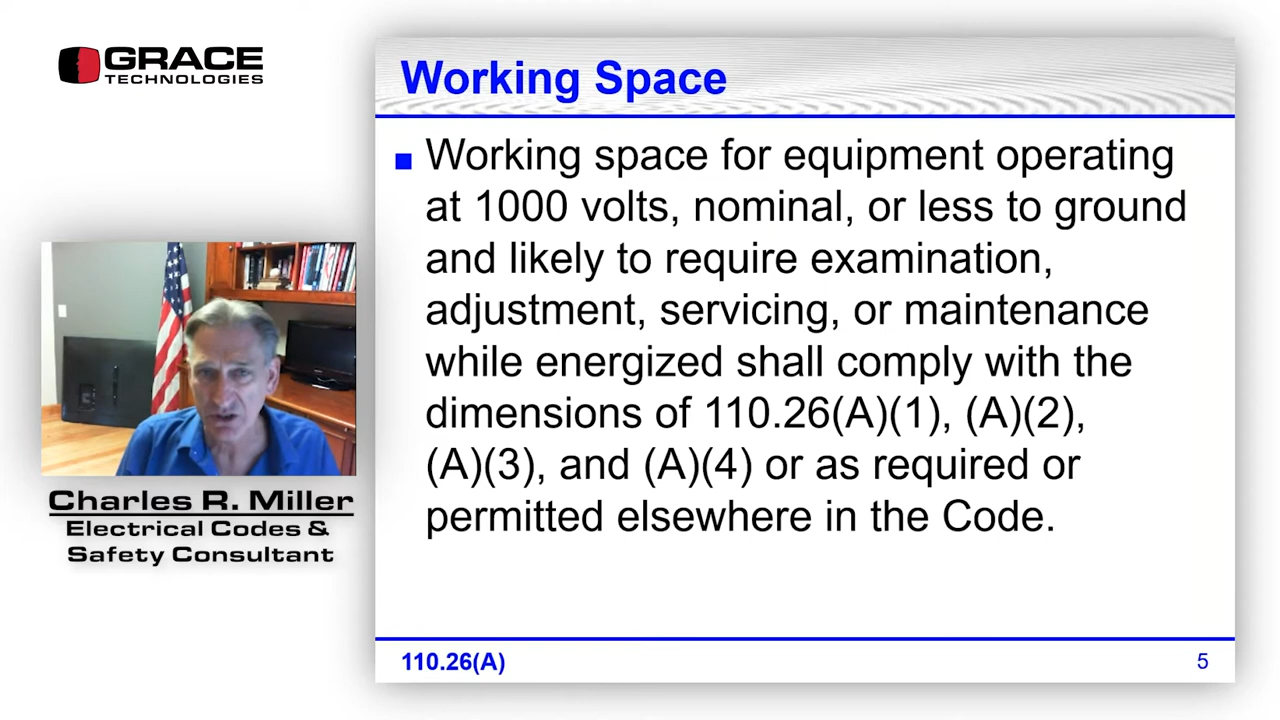 GRACE
TECHNOLOGIES
Working Space
Working space for equipment operating
at 1000 volts, nominal, or less to ground
and likely to require examination,
adjustment, servicing, or maintenance
while energized shall comply with the
dimensions of 110.26(A)(1), (A)(2),
(A)(3), and (A)(4) or as required or
permitted elsewhere in the Code.
Charles R. Miller
Electrical Codes &
Safety Consultant
110.26(A)
5